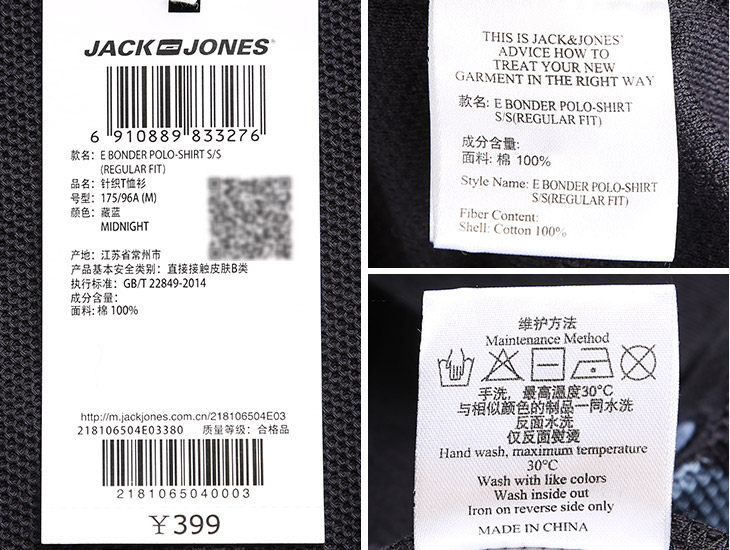 JACK JONES®
6 910889 833276
款名: E BONDER POLO-SHIRT S/S
(REGULAR FIT)
品名: 针织T恤衫
号型: 175/96A (M)
颜色: 藏蓝
MIDNIGHT
产地: 江苏省常州市
产品基本安全类别: 直接接触皮肤B类
执行标准: GB/T 22849-2014
成分含量:
面料: 棉 100%
http://m.jackjones.com.cn/218106504E03
218106504E03380 质量等级: 合格品
2181065040003
¥399
THIS IS JACK&JONES'
ADVICE HOW TO
TREAT YOUR NEW
GARMENT IN THE RIGHT WAY
款名: E BONDER POLO-SHIRT
S/S(REGULAR FIT)
成分含量:
面料: 棉 100%
Style Name: E BONDER POLO-SHIRT
S/S(REGULAR FIT)
Fiber Content:
Shell: Cotton 100%
维护方法
Maintenance Method
手洗，最高温度30°C
与相似颜色的制品一同水洗
反面水洗
仅反面熨烫
Hand wash, maximum temperature
30°C
Wash with like colors
Wash inside out
Iron on reverse side only
MADE IN CHINA